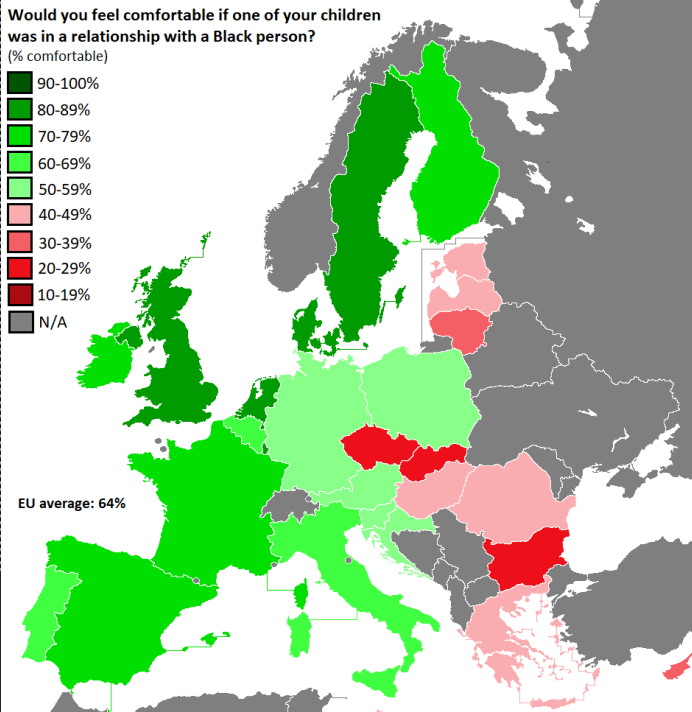 Would you feel comfortable if one of your children
was in a relationship with a Black person?
(% comfortable)
90-100%
80-89%
70-79%
60-69%
50-59%
40-49%
30-39%
20-29%
10-19%
N/A
EU average: 64%